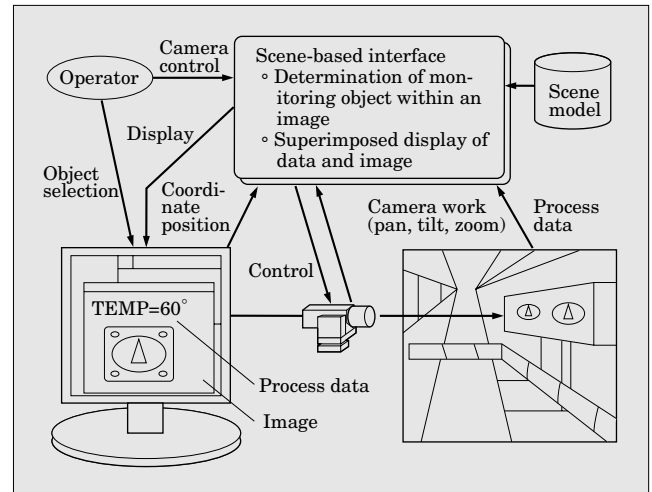 Camera
control
Operator
Scene-based interface
° Determination of mon-
itoring object within an
image
° Superimposed display of
data and image
Scene
model
Display
Object
selection
Coordi-
nate
position
Camera work
(pan, tilt, zoom)
Process
data
Control
TEMP=60°
Process data
Image